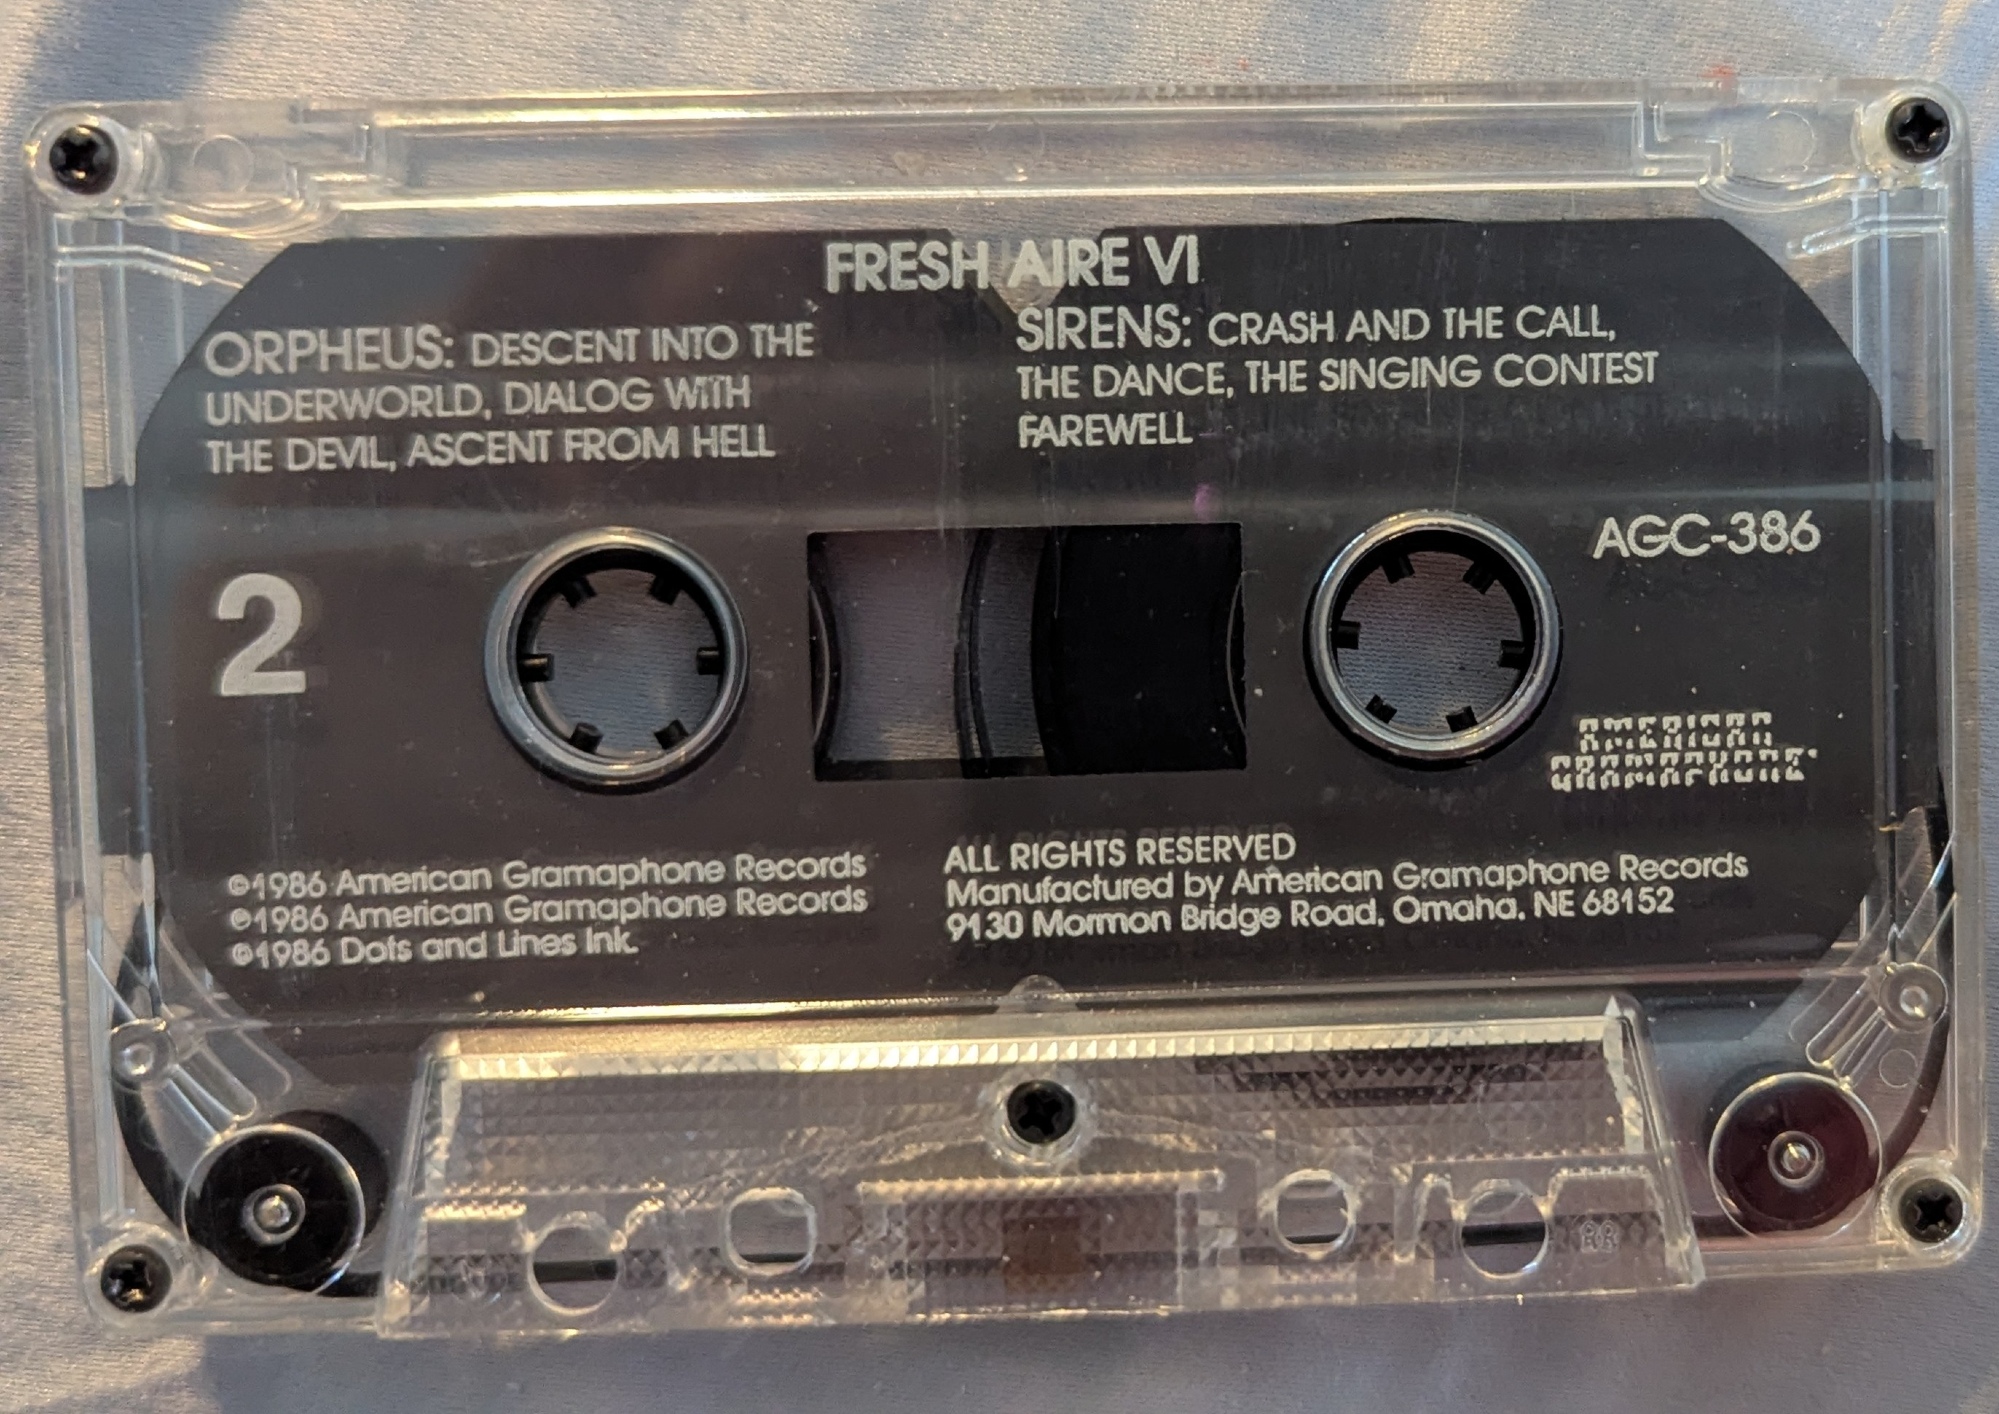 FRESH AIRE VI
ORPHEUS: DESCENT INTO THE
UNDERWORLD, DIALOG WITH
THE DEVIL, ASCENT FROM HELL
SIRENS: CRASH AND THE CALL,
THE DANCE, THE SINGING CONTEST
FAREWELL
2
AGC-386
AMERICAN
GRAMAPHONE
©1986 American Gramaphone Records
℗1986 American Gramaphone Records
©1986 Dots and Lines Ink.
ALL RIGHTS RESERVED
Manufactured by American Gramaphone Records
9130 Mormon Bridge Road, Omaha, NE 68152